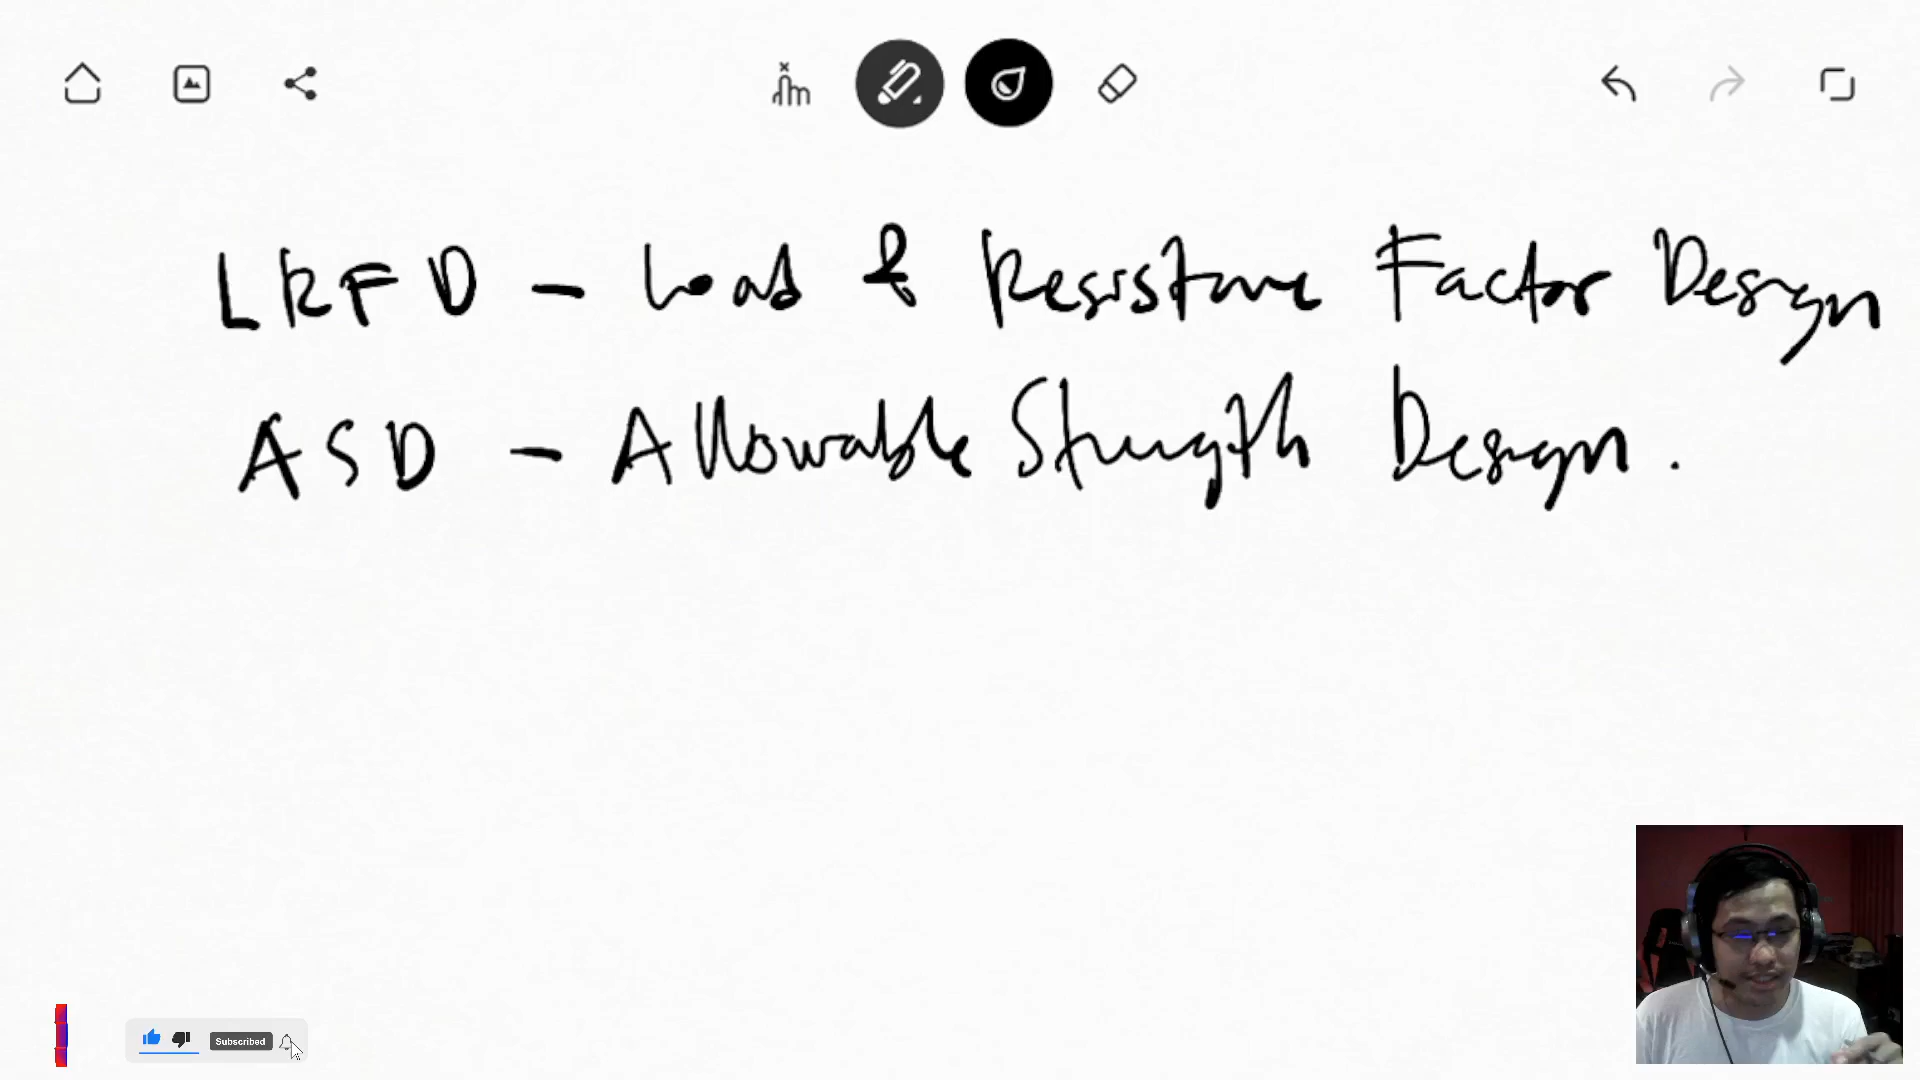 LRFD - Load & Resistance Factor Design
ASD - Allowable Strength Design.
Subscribed